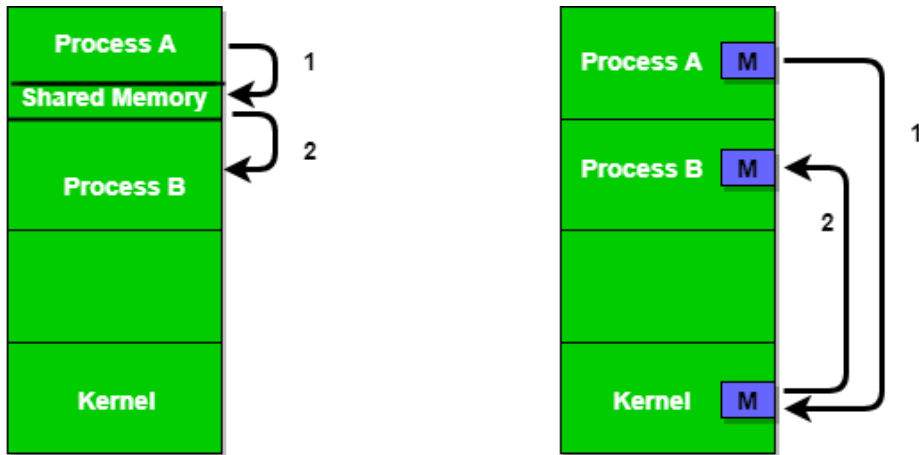 Process A
1
Shared Memory
2
Process B
Kernel
Process A M
1
Process B M
2
Kernel M